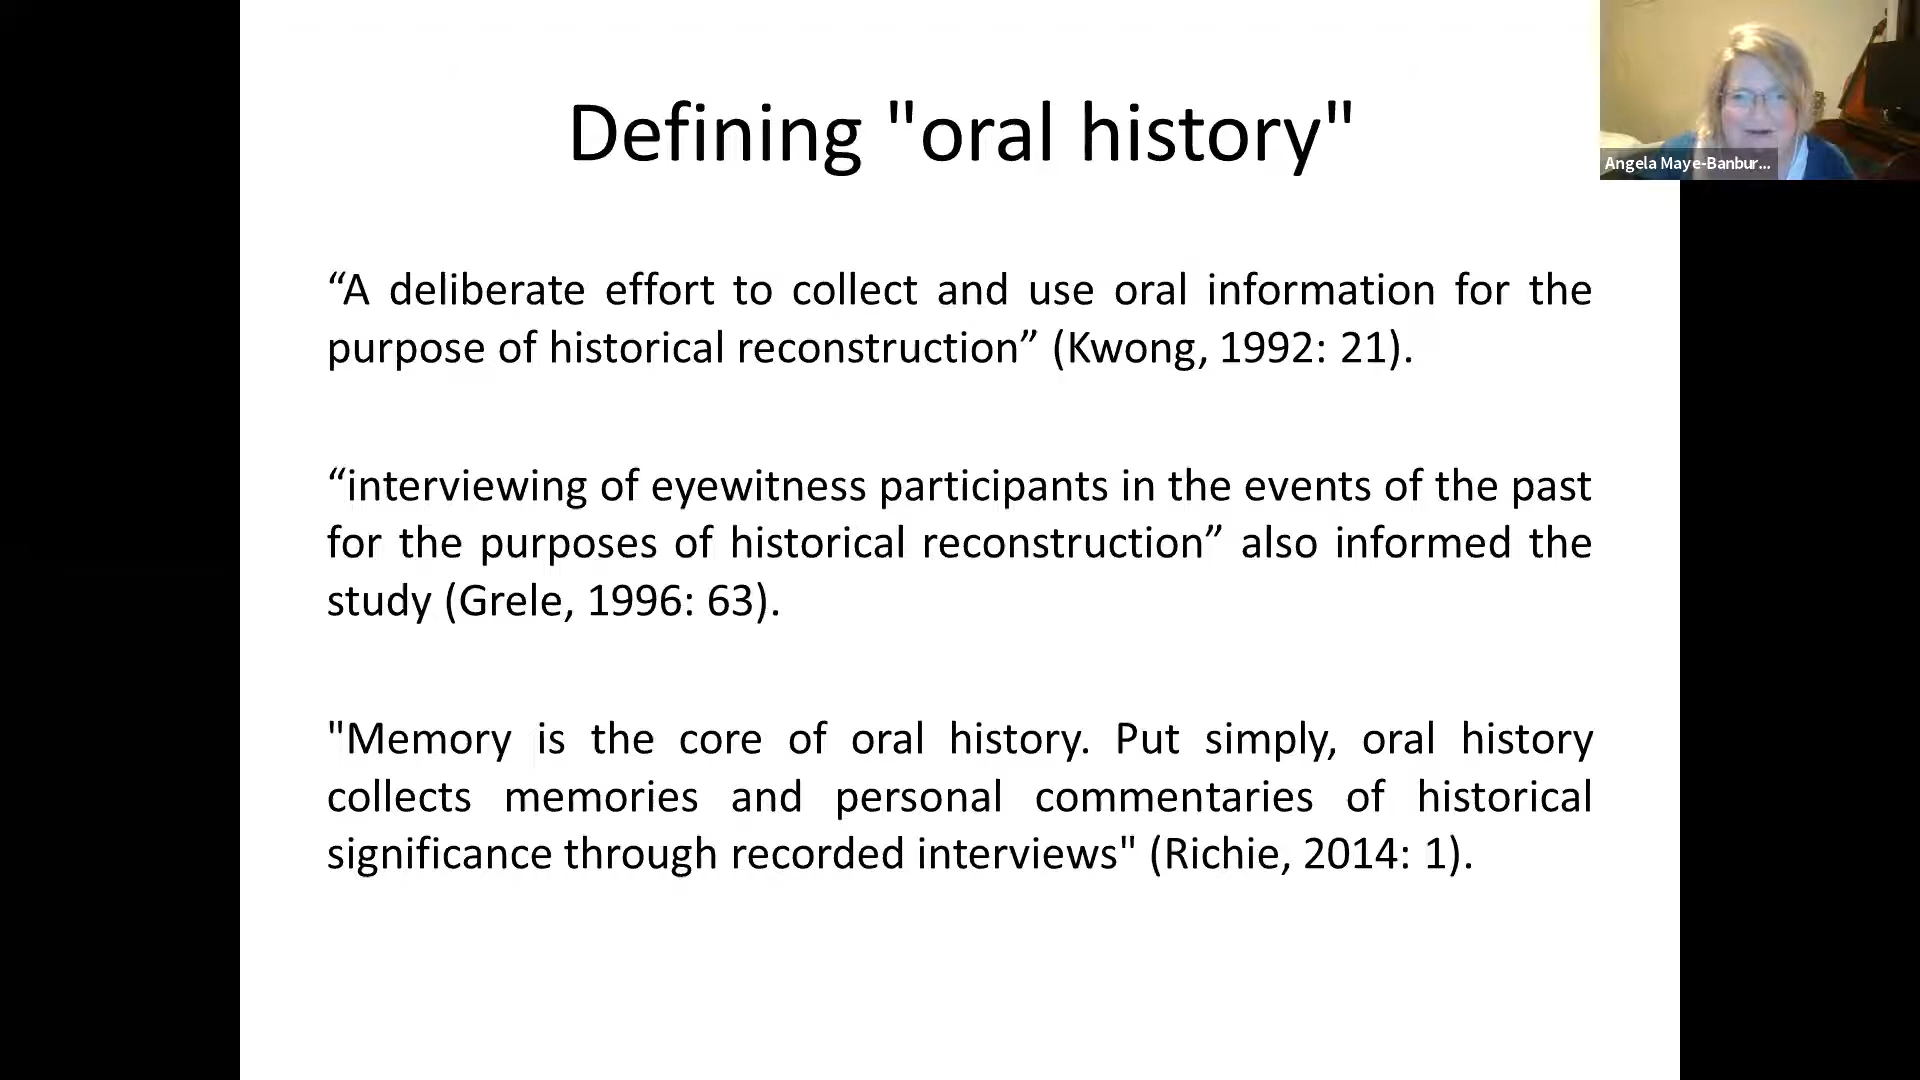 Defining "oral history"
Angela Maye-Banbur...
“A deliberate effort to collect and use oral information for the
purpose of historical reconstruction” (Kwong, 1992: 21).
“interviewing of eyewitness participants in the events of the past
for the purposes of historical reconstruction” also informed the
study (Grele, 1996: 63).
"Memory is the core of oral history. Put simply, oral history
collects memories and personal commentaries of historical
significance through recorded interviews" (Richie, 2014: 1).